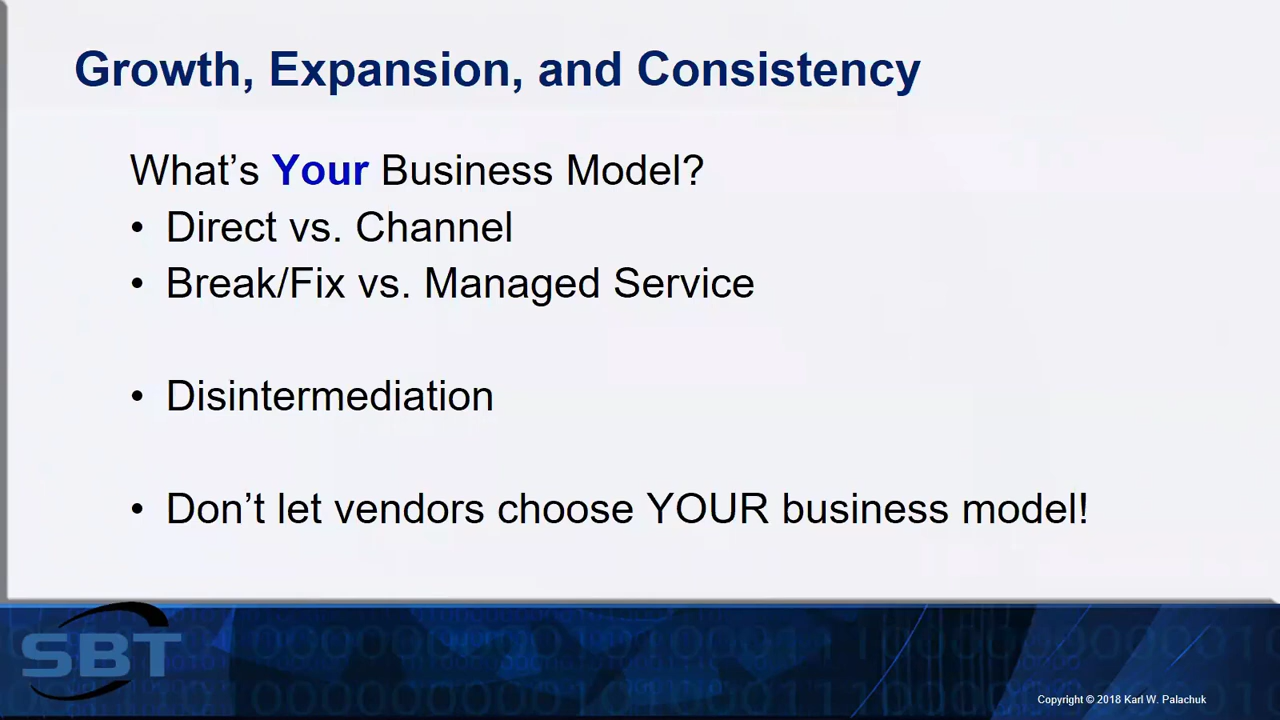 Growth, Expansion, and Consistency
What's Your Business Model?
• Direct vs. Channel
• Break/Fix vs. Managed Service
• Disintermediation
• Don't let vendors choose YOUR business model!
SBT
Copyright © 2018 Karl W. Palachuk